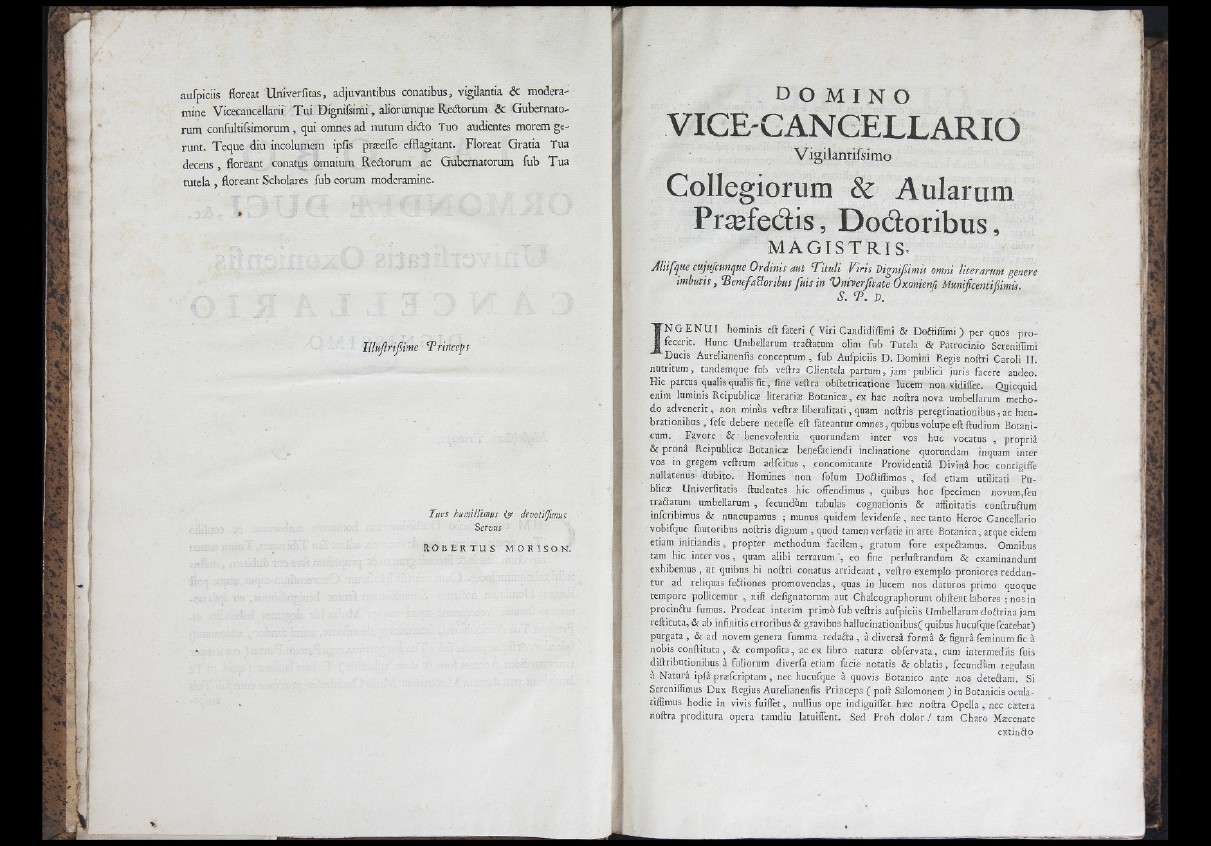 auſpiciis floreat Univerſitas, adjuvantibus conatibus, vigilantia & modera-
mine Vicecancellarii Tui Digniſsimi, aliorumque Rectorum & Gubernato-
rum conſultiſsimorum, qui omnes ad nutum dicto Tuo audientes morem ge-
runt. Teque diu incolumem ipſis præeſſe efflagitant. Floreat Gratia Tua
decens, floreant conatus omnium Rectorum ac Gubernatorum ſub Tua
tutela, floreant Scholares ſub eorum moderamine.
Illuſtriſsime Princeps
Tuus humillimus & devotiſſimus
Servus
ROBERTUS MORISON.
DOMINO
VICE-CANCELLARIO
Vigilantiſsimo
Collegiorum & Aularum
Præfectis, Doctoribus,
MAGISTRIS,
Aliiſque cujuſcunque Ordinis aut Tituli Viris Digniſsimis omni literarum genere
imbutis, Benefactoribus ſuis in Univerſitate Oxonienſi Munificentiſsimis.
S. P. D.
INGENUI hominis eſt fateri ( Viri Candidiſſimi & Doctiſſimi ) per quos pro-
fecerit. Hunc Umbellarum tractatum olim ſub Tutela & Patrocinio Sereniſſimi
Ducis Aurelianenſis conceptum, ſub Auſpiciis D. Domini Regis noſtri Caroli II.
nutritum, tandemque ſub veſtra Clientela partum, jam publici juris facere audeo.
Hic partus qualis qualis ſit, ſine veſtra obſtetricatione lucem non vidiſſet. Quicquid
enim luminis Reipublicæ literariæ Botanicæ, ex hac noſtra nova umbellarum metho-
do advenerit, non minùs veſtræ liberalitati, quam noſtris peregrinationibus, ac lucu-
brationibus, ſeſe debere neceſſe eſt fateantur omnes, quibus volupe eſt ſtudium Botani-
cum. Favore & benevolentia quorundam inter vos huc vocatus, propriâ
& pronâ Reipublicæ Botanicæ benefaciendi inclinatione quorundam inquam inter
vos in gregem veſtrum adſcitus, concomitante Providentiâ Divinâ hoc contigiſſe
nullatenus dubito. Homines non ſolum Doctiſſimos, ſed etiam utilitati Pu-
blicæ Univerſitatis ſtudentes hic offendimus, quibus hoc ſpecimen novum, ſeu
tractatum umbellarum, ſecundùm tabulas cognationis & affinitatis conſtructum
inſcribimus & nuncupamus ; munus quidem levidenſe, nec tanto Heroe Cancellario
vobiſque fautoribus noſtris dignum, quod tamen verſatis in arte Botanica, atque eidem
etiam initiandis, propter methodum facilem, gratum fore expectamus. Omnibus
tam hic inter vos, quam alibi terrarum, eo fine perluſtrandum & examinandum
exhibemus, ut quibus hi noſtri conatus arrideant, veſtro exemplo proniores reddan-
tur ad reliquas ſectiones promovendas, quas in lucem nos daturos primo quoque
tempore pollicemur, niſi deſignatorum aut Chalcographorum obſtent labores ; nos in
procinctu ſumus. Prodeat interim primò ſub veſtris auſpiciis Umbellarum doctrina jam
reſtituta, & ab infinitis erroribus & gravibus hallucinationibus( quibus hucuſque ſcatebat )
purgata, & ad novem genera ſumma redacta, à diversâ formâ & figurâ ſeminum ſic à
nobis conſtituta, & compoſita, ac ex libro naturæ obſervata, cum intermediis ſuis
diſtributionibus à foliorum diverſa etiam facie notatis & oblatis, ſecundùm regulam
à Naturâ ipſâ præſcriptam, nec hucuſque à quovis Botanico ante nos detectam. Si
Sereniſſimus Dux Regius Aurelianenſis Princeps ( poſt Salomonem ) in Botanicis ocula-
tiſſimus hodie in vivis fuiſſet, nullius ope indiguiſſet hæc noſtra Opella, nec cætera
noſtra proditura opera tamdiu latuiſſent. Sed Proh dolor ! tam Charo Mæcenate
extincto